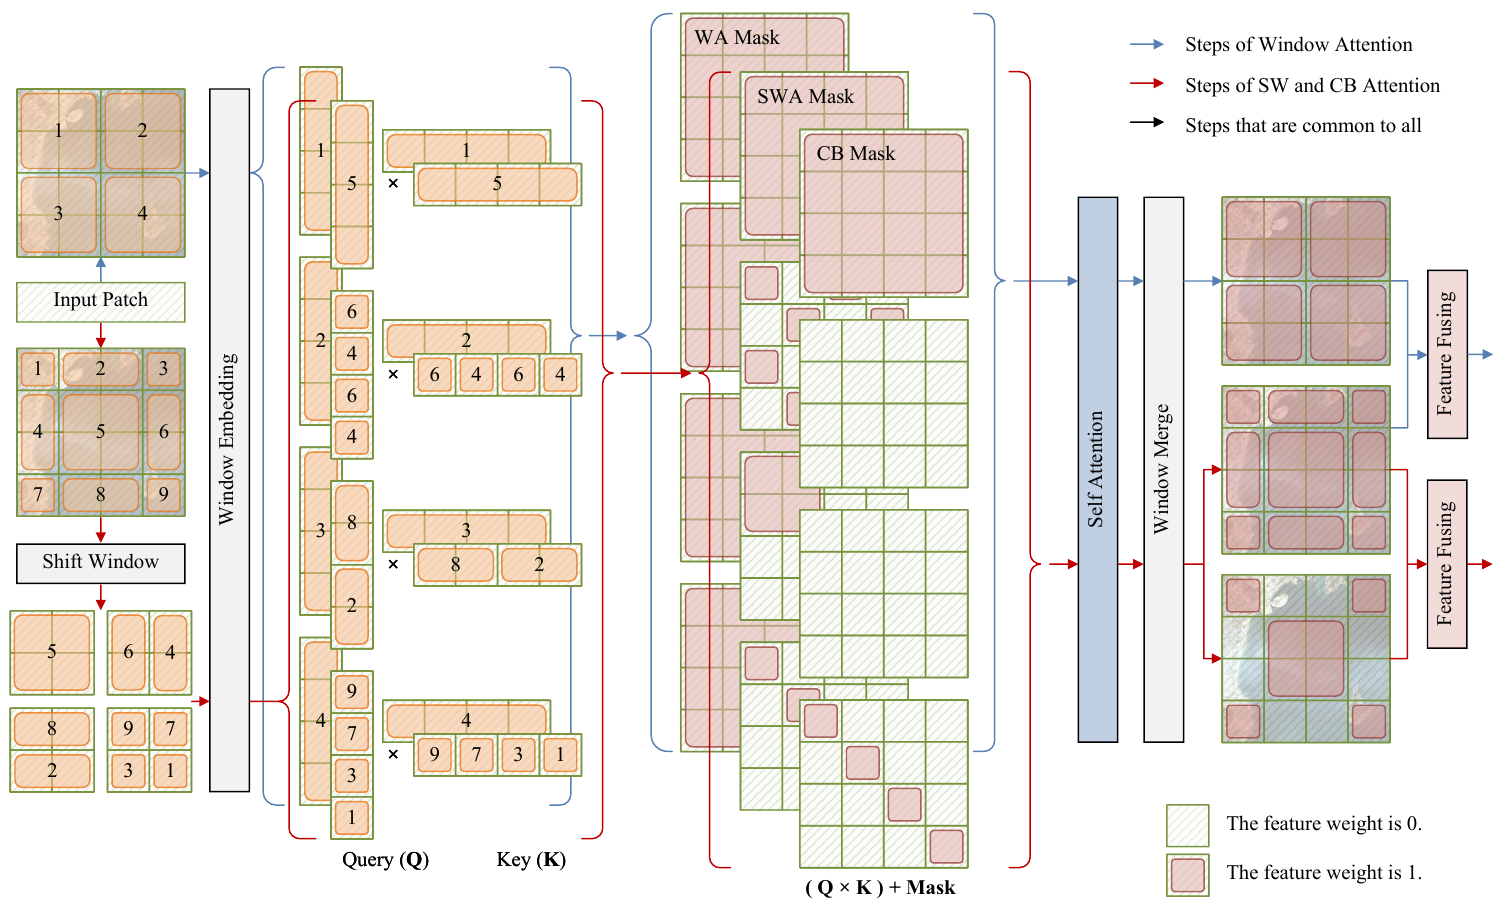 WA Mask
SWA Mask
CB Mask
Steps of Window Attention
Steps of SW and CB Attention
Steps that are common to all
1 2
3 4
Input Patch
1 2 3
4 5 6
7 8 9
Shift Window
5 6 4
8 9 7
2 3 1
Window Embedding
1
5
2
6
4
6
4
3
8
2
4
9
7
3
1
1
× 5
2
× 6 4 6 4
3
× 8 2
4
× 9 7 3 1
Query (Q)
Key (K)
( Q × K ) + Mask
Self Attention
Window Merge
Feature Fusing
Feature Fusing
The feature weight is 0.
The feature weight is 1.